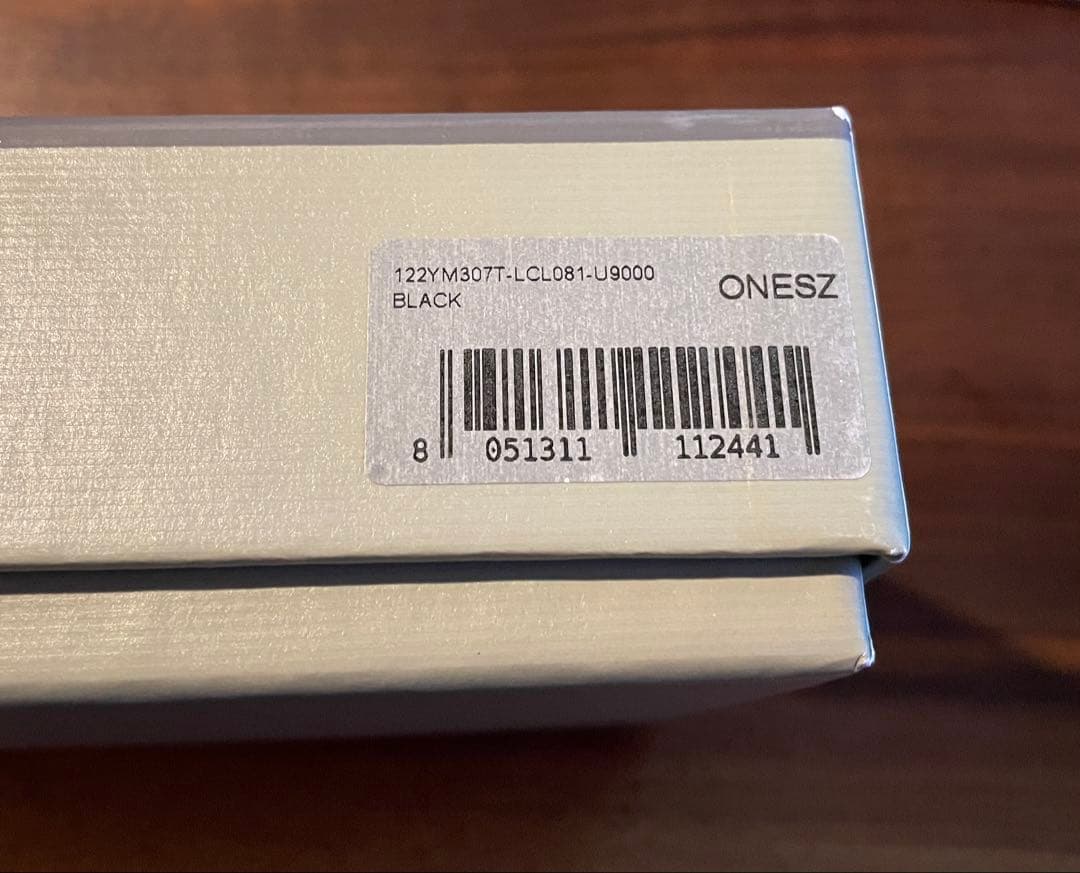 122YM307T-LCL081-U9000
BLACK
ONESZ
8 051311 112441